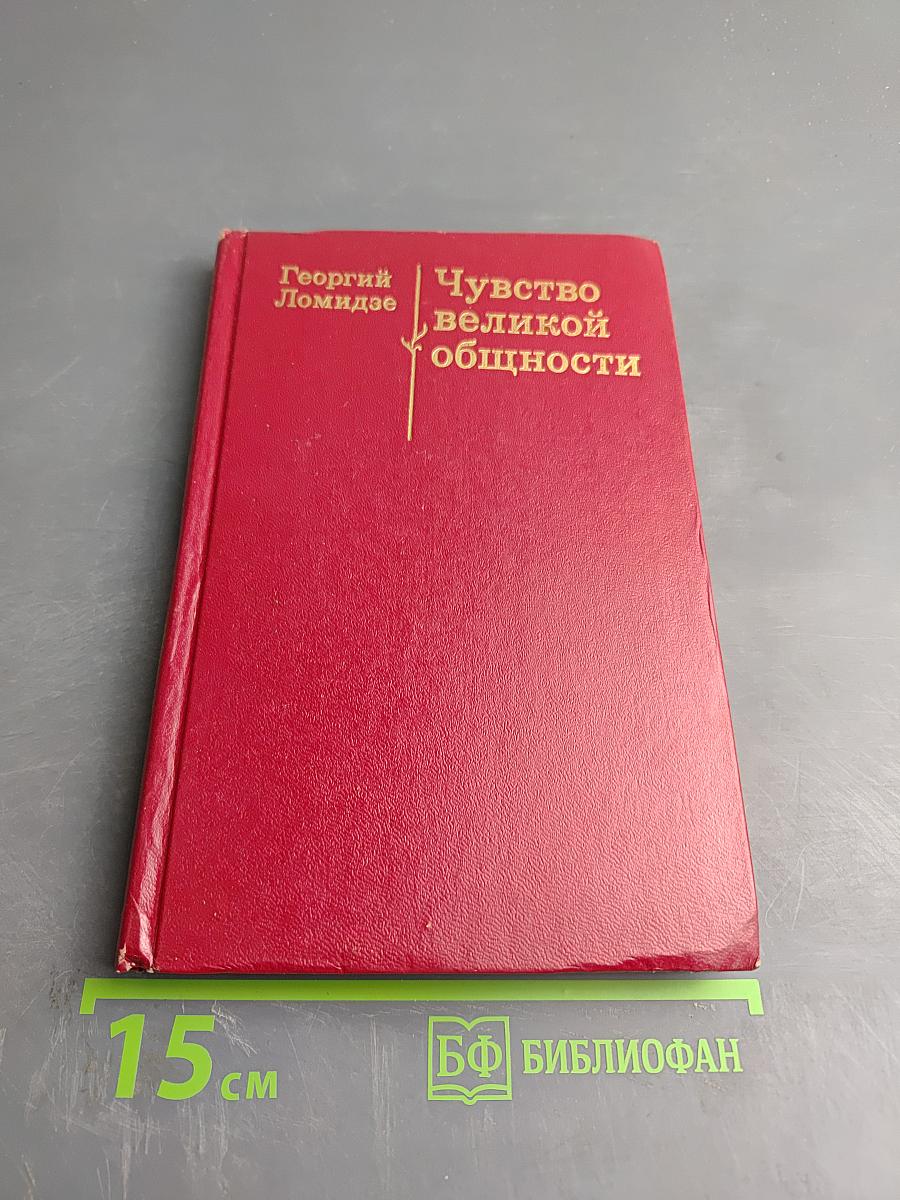 Георгий
Ломидзе
Чувство
великой
общности
15 см
БФ БИБЛИОФАН